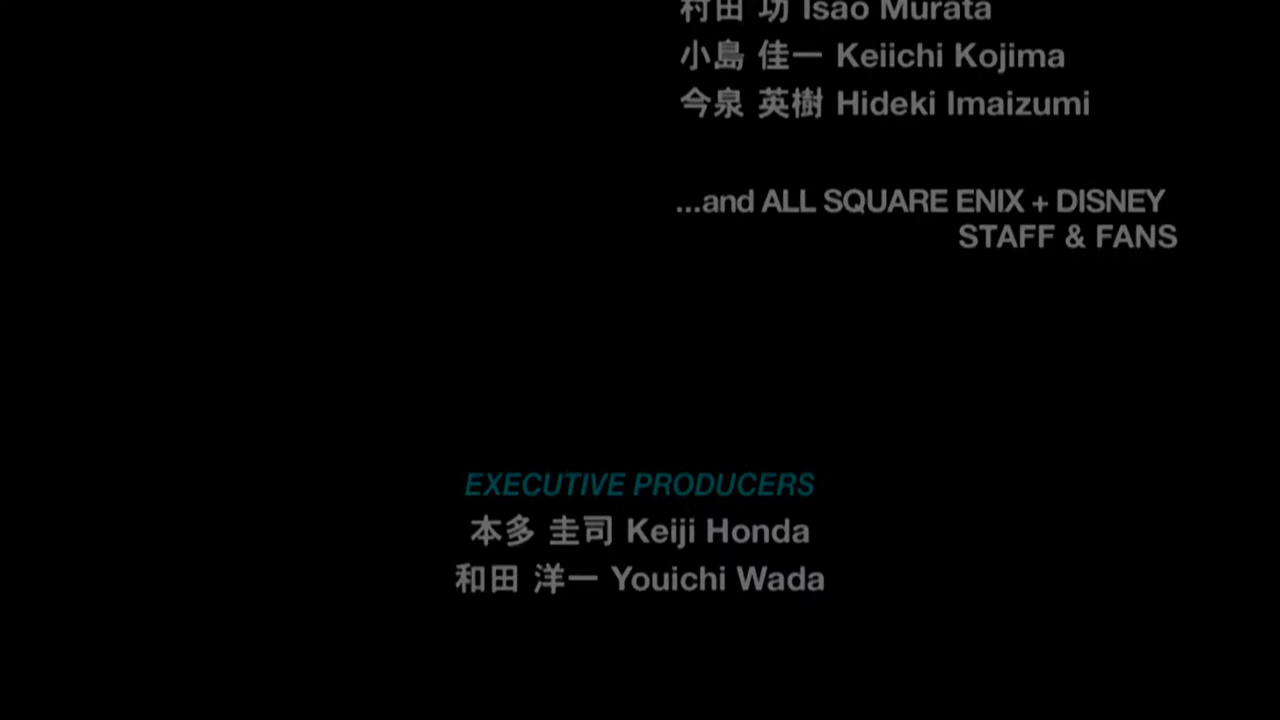 村田 功 Isao Murata
小島 佳一 Keiichi Kojima
今泉 英樹 Hideki Imaizumi
...and ALL SQUARE ENIX + DISNEY
STAFF & FANS
EXECUTIVE PRODUCERS
本多 圭司 Keiji Honda
和田 洋一 Youichi Wada